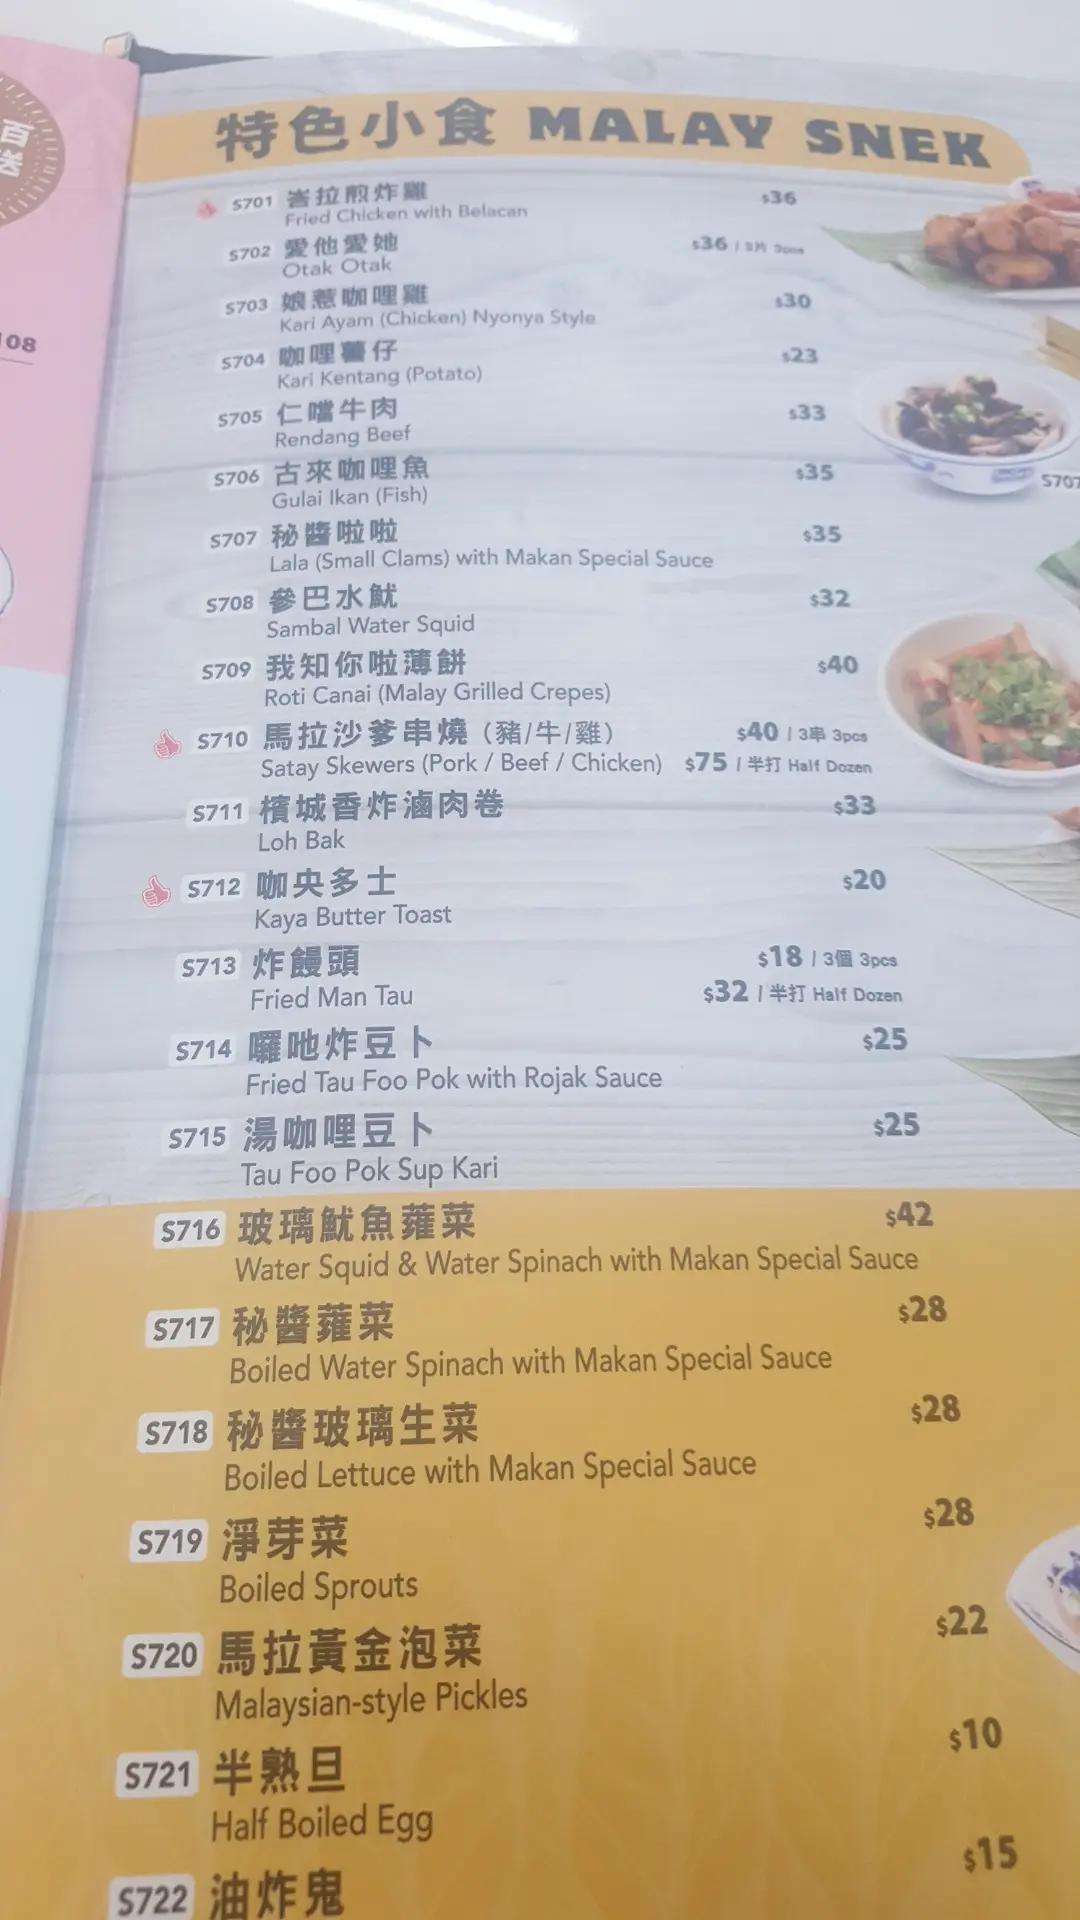 百
送
108
特色小食 MALAY SNEK
S701 峇拉煎炸雞 $36
Fried Chicken with Belacan
S702 愛他愛她 $36 / 3片 3pcs
Otak Otak
S703 娘惹咖哩雞 $30
Kari Ayam (Chicken) Nyonya Style
S704 咖哩薯仔 $23
Kari Kentang (Potato)
S705 仁噹牛肉 $33
Rendang Beef
S706 古來咖哩魚 $35
Gulai Ikan (Fish)
S707
S707 秘醬啦啦 $35
Lala (Small Clams) with Makan Special Sauce
S708 參巴水魷 $32
Sambal Water Squid
S709 我知你啦薄餅 $40
Roti Canai (Malay Grilled Crepes)
S710 馬拉沙爹串燒（豬/牛/雞） $40 / 3串 3pcs
Satay Skewers (Pork / Beef / Chicken) $75 / 半打 Half Dozen
S711 檳城香炸滷肉卷 $33
Loh Bak
S712 咖央多士 $20
Kaya Butter Toast
S713 炸饅頭 $18 / 3個 3pcs
Fried Man Tau $32 / 半打 Half Dozen
S714 囉吔炸豆卜 $25
Fried Tau Foo Pok with Rojak Sauce
S715 湯咖哩豆卜 $25
Tau Foo Pok Sup Kari
S716 玻璃魷魚蕹菜 $42
Water Squid & Water Spinach with Makan Special Sauce
S717 秘醬蕹菜 $28
Boiled Water Spinach with Makan Special Sauce
S718 秘醬玻璃生菜 $28
Boiled Lettuce with Makan Special Sauce
S719 淨芽菜 $28
Boiled Sprouts
S720 馬拉黃金泡菜 $22
Malaysian-style Pickles
S721 半熟旦 $10
Half Boiled Egg
S722 油炸鬼 $15